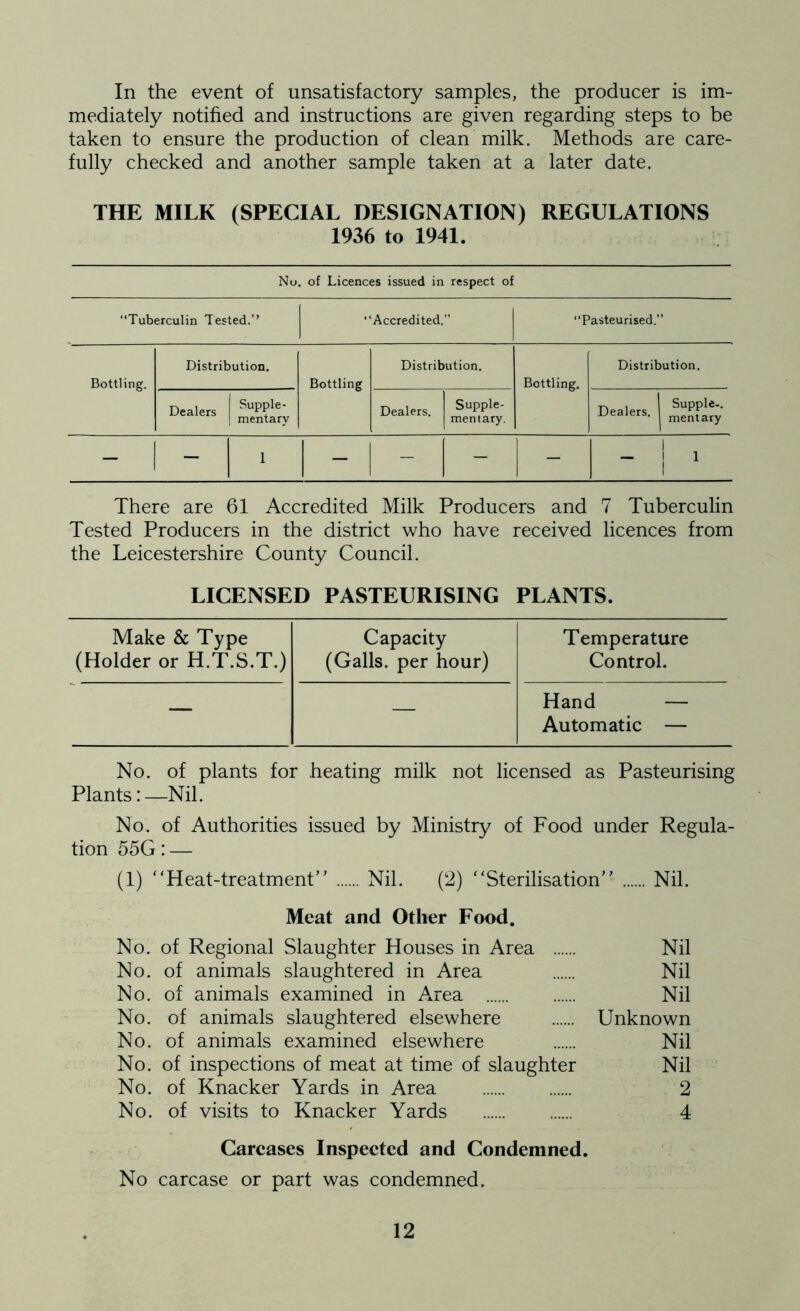 In the event of unsatisfactory samples, the producer is im-
mediately notified and instructions are given regarding steps to be
taken to ensure the production of clean milk. Methods are care-
fully checked and another sample taken at a later date.
THE MILK (SPECIAL DESIGNATION) REGULATIONS
1936 to 1941.
No. of Licences issued in respect of
"Tuberculin Tested." "Accredited." "Pasteurised."
Bottling. Distribution. Bottling Distribution. Bottling. Distribution.
Dealers Supple-mentary Dealers. Supple-mentary. Dealers. Supple-.mentary
— — 1 — — — — — 1
There are 61 Accredited Milk Producers and 7 Tuberculin
Tested Producers in the district who have received licences from
the Leicestershire County Council.
LICENSED PASTEURISING PLANTS.
Make & Type Capacity Temperature
(Holder or H.T.S.T.) (Galls. per hour) Control.
— — Hand —
Automatic —
No. of plants for heating milk not licensed as Pasteurising
Plants:—Nil.
No. of Authorities issued by Ministry of Food under Regula-
tion 55G:—
(1) "Heat-treatment" ...... Nil. (2) "Sterilisation" ...... Nil.
Meat and Other Food.
No. of Regional Slaughter Houses in Area ...... Nil
No. of animals slaughtered in Area ...... Nil
No. of animals examined in Area ...... ...... Nil
No. of animals slaughtered elsewhere ...... Unknown
No. of animals examined elsewhere ...... Nil
No. of inspections of meat at time of slaughter Nil
No. of Knacker Yards in Area ...... ...... 2
No. of visits to Knacker Yards ...... ...... 4
Carcases Inspected and Condemned.
No carcase or part was condemned.
12